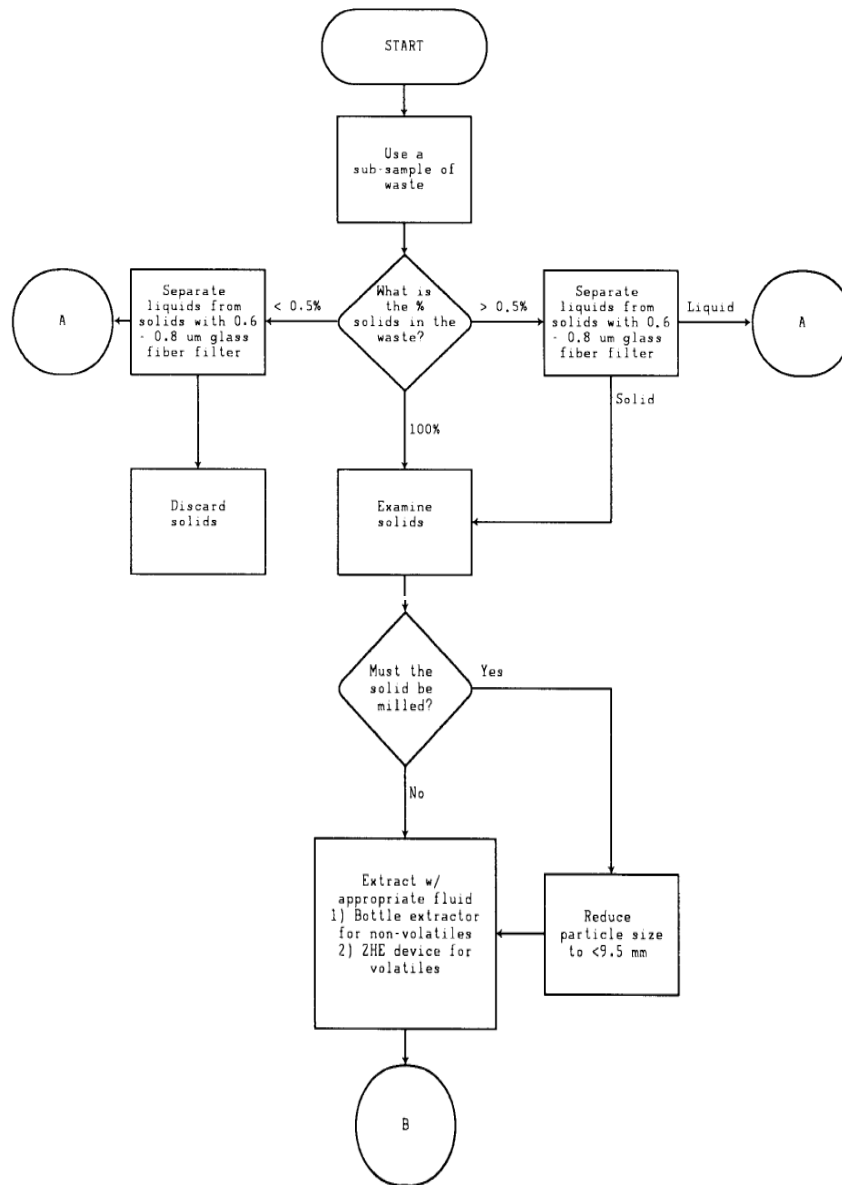 START
Use a
sub-sample of
waste
A
Separate
liquids from
solids with 0.6
- 0.8 um glass
fiber filter
< 0.5%
What is
the %
solids in the
waste?
> 0.5%
Separate
liquids from
solids with 0.6
- 0.8 um glass
fiber filter
Liquid
A
Solid
100%
Discard
solids
Examine
solids
Must the
solid be
milled?
Yes
No
Extract w/
appropriate fluid
1) Bottle extractor
for non-volatiles
2) ZHE device for
volatiles
Reduce
particle size
to <9.5 mm
B